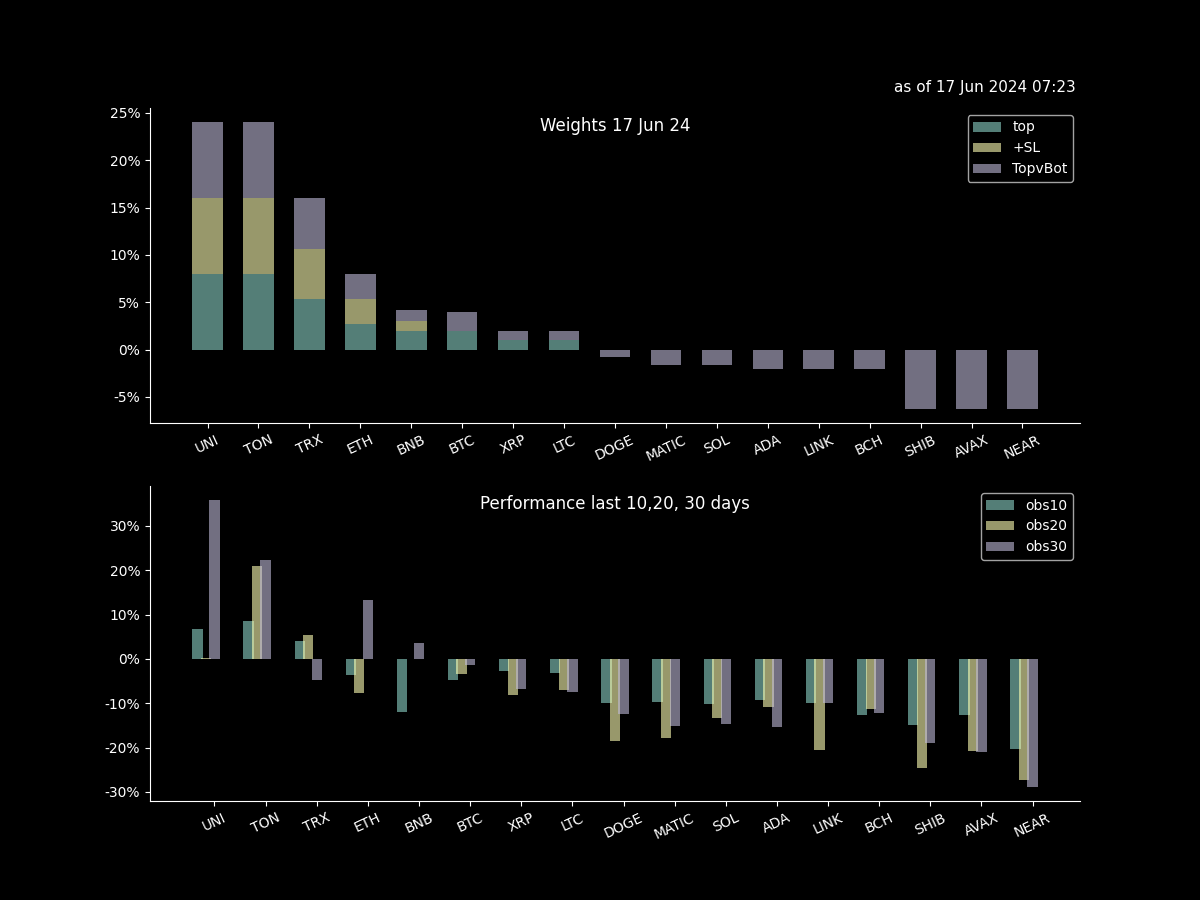 as of 17 Jun 2024 07:23
Weights 17 Jun 24
top
+SL
TopvBot
25%
20%
15%
10%
5%
0%
-5%
UNI TON TRX ETH BNB BTC XRP LTC DOGE MATIC SOL ADA LINK BCH SHIB AVAX NEAR
Performance last 10,20, 30 days
obs10
obs20
obs30
30%
20%
10%
0%
-10%
-20%
-30%
UNI TON TRX ETH BNB BTC XRP LTC DOGE MATIC SOL ADA LINK BCH SHIB AVAX NEAR